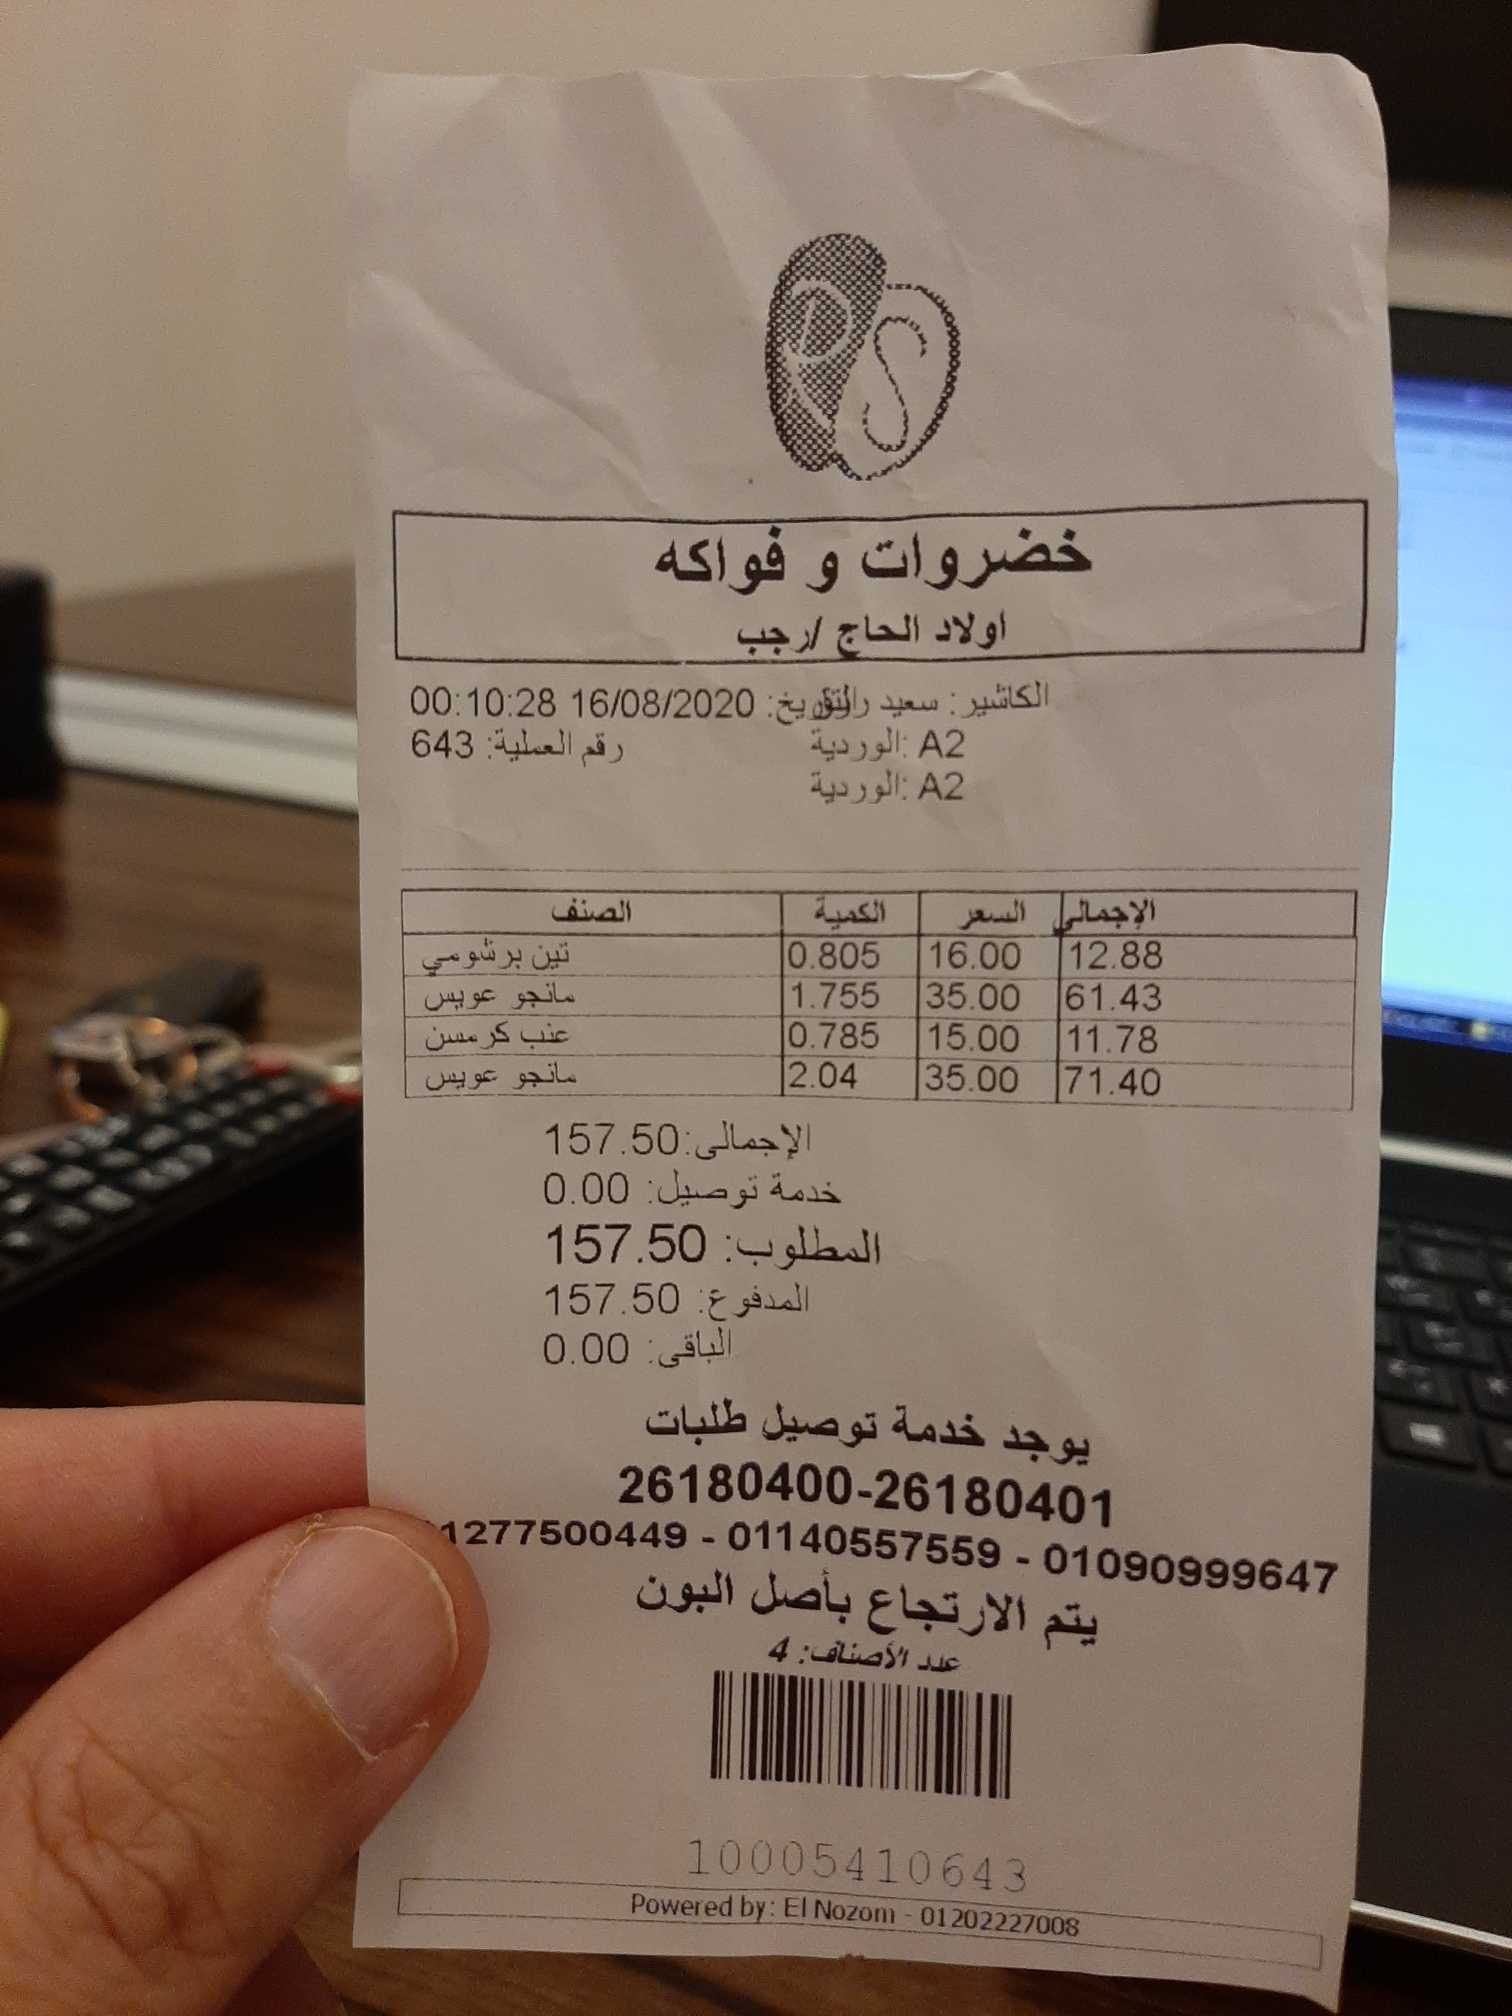 خضروات و فواكه
اولاد الحاج /رجب
الكاشير: سعيد التاريخ: 16/08/2020 00:10:28
الوردية: A2 رقم العملية: 643
الوردية: A2
الصنف الكمية السعر الإجمالي
تين برشومي 0.805 16.00 12.88
مانجو عويس 1.755 35.00 61.43
عنب كرمسن 0.785 15.00 11.78
مانجو عويس 2.04 35.00 71.40
الإجمالى: 157.50
خدمة توصيل: 0.00
المطلوب: 157.50
المدفوع: 157.50
الباقى: 0.00
يوجد خدمة توصيل طلبات
26180400-26180401
1277500449 - 01140557559 - 01090999647
يتم الارتجاع بأصل البون
عدد الأصناف: 4
10005410643
Powered by: El Nozom - 01202227008